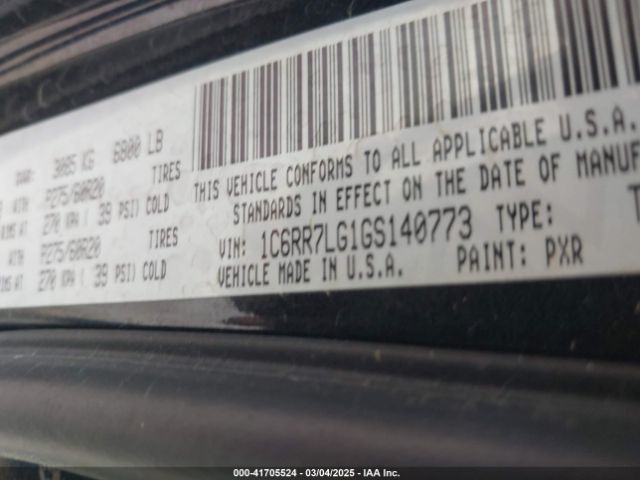 3085 KG 6800 LB
P275/60R20 TIRES
270 KPA ( 39 PSI) COLD
P275/60R20 TIRES
270 KPA ( 39 PSI) COLD
THIS VEHICLE CONFORMS TO ALL APPLICABLE U.S.A.
STANDARDS IN EFFECT ON THE DATE OF MANUF
VIN: 1C6RR7LG1GS140773 TYPE: T
VEHICLE MADE IN U.S.A. PAINT: PXR
000-41705524 - 03/04/2025 - IAA Inc.